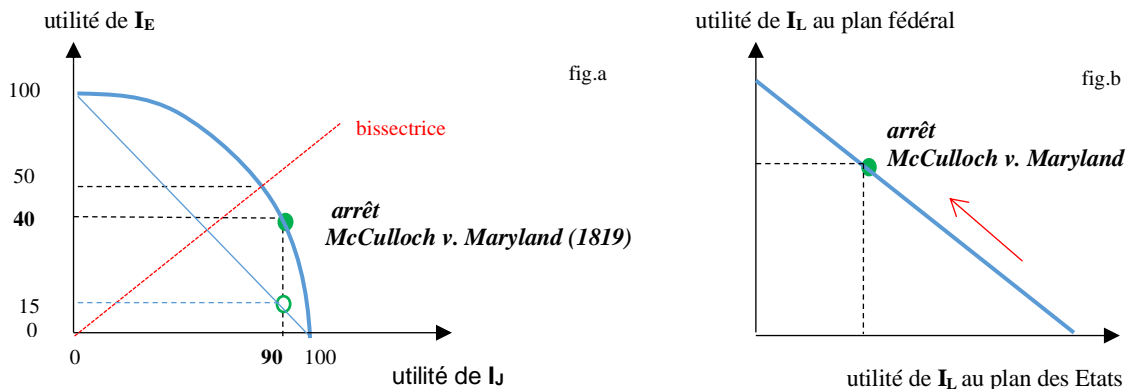 utilité de IE
fig.a
100
bissectrice
50
40
arrêt
McCulloch v. Maryland (1819)
15
0
0
90
100
utilité de IJ
utilité de IL au plan fédéral
fig.b
arrêt
McCulloch v. Maryland
utilité de IL au plan des Etats